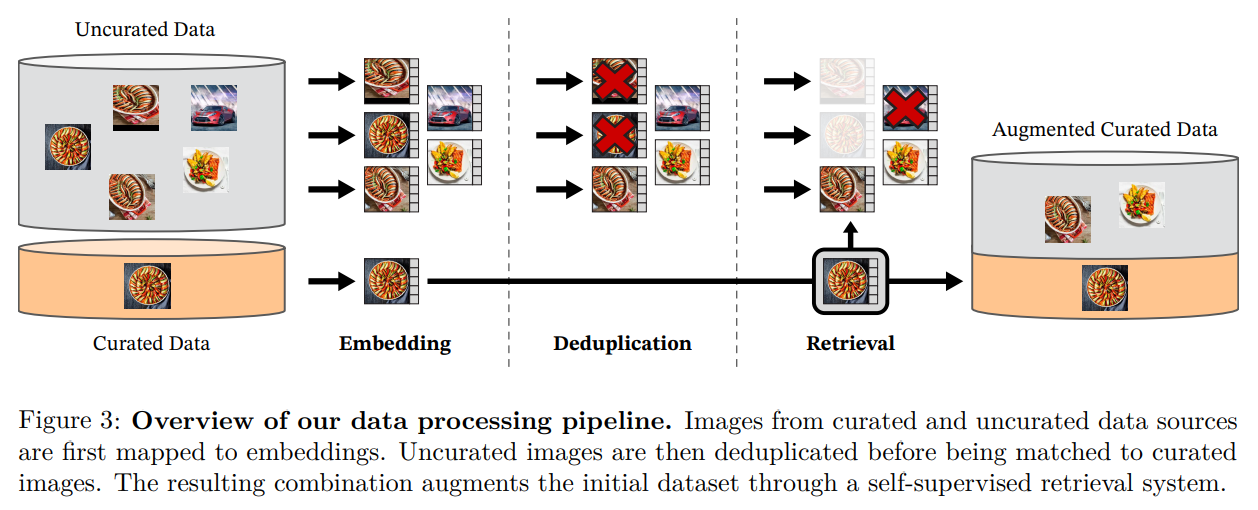 Uncurated Data
Augmented Curated Data
Curated Data
Embedding
Deduplication
Retrieval
Figure 3: Overview of our data processing pipeline. Images from curated and uncurated data sources
are first mapped to embeddings. Uncurated images are then deduplicated before being matched to curated
images. The resulting combination augments the initial dataset through a self-supervised retrieval system.